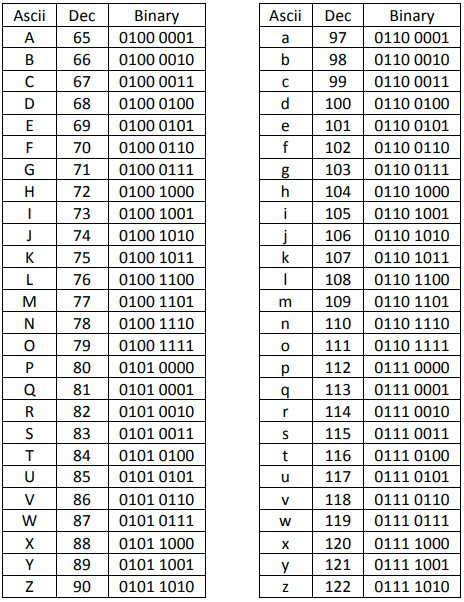 Ascii Dec Binary Ascii Dec Binary
A 65 0100 0001 a 97 0110 0001
B 66 0100 0010 b 98 0110 0010
C 67 0100 0011 c 99 0110 0011
D 68 0100 0100 d 100 0110 0100
E 69 0100 0101 e 101 0110 0101
F 70 0100 0110 f 102 0110 0110
G 71 0100 0111 g 103 0110 0111
H 72 0100 1000 h 104 0110 1000
I 73 0100 1001 i 105 0110 1001
J 74 0100 1010 j 106 0110 1010
K 75 0100 1011 k 107 0110 1011
L 76 0100 1100 l 108 0110 1100
M 77 0100 1101 m 109 0110 1101
N 78 0100 1110 n 110 0110 1110
O 79 0100 1111 o 111 0110 1111
P 80 0101 0000 p 112 0111 0000
Q 81 0101 0001 q 113 0111 0001
R 82 0101 0010 r 114 0111 0010
S 83 0101 0011 s 115 0111 0011
T 84 0101 0100 t 116 0111 0100
U 85 0101 0101 u 117 0111 0101
V 86 0101 0110 v 118 0111 0110
W 87 0101 0111 w 119 0111 0111
X 88 0101 1000 x 120 0111 1000
Y 89 0101 1001 y 121 0111 1001
Z 90 0101 1010 z 122 0111 1010